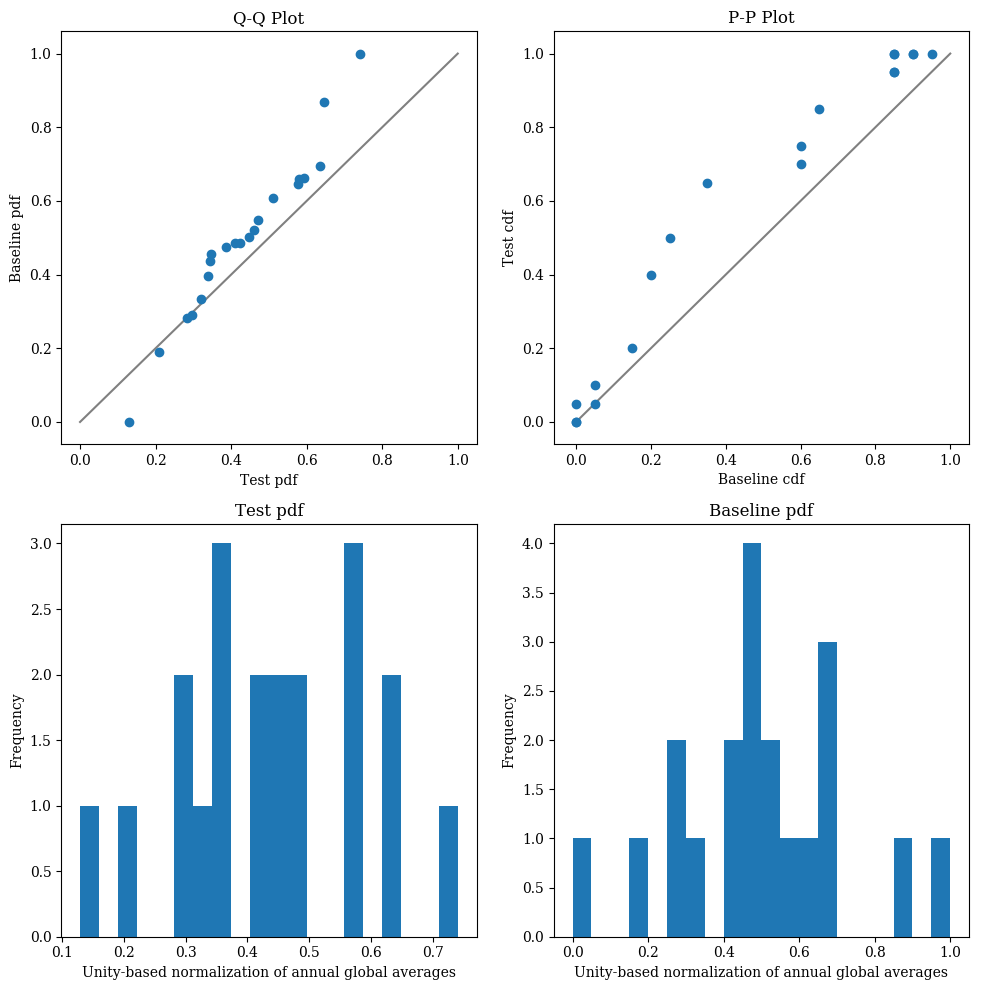 Q-Q Plot
1.0
0.8
0.6
0.4
0.2
0.0
Baseline pdf
0.0 0.2 0.4 0.6 0.8 1.0
Test pdf
P-P Plot
1.0
0.8
0.6
0.4
0.2
0.0
Test cdf
0.0 0.2 0.4 0.6 0.8 1.0
Baseline cdf
Test pdf
3.0
2.5
2.0
1.5
1.0
0.5
0.0
Frequency
0.1 0.2 0.3 0.4 0.5 0.6 0.7
Unity-based normalization of annual global averages
Baseline pdf
4.0
3.5
3.0
2.5
2.0
1.5
1.0
0.5
0.0
Frequency
0.0 0.2 0.4 0.6 0.8 1.0
Unity-based normalization of annual global averages